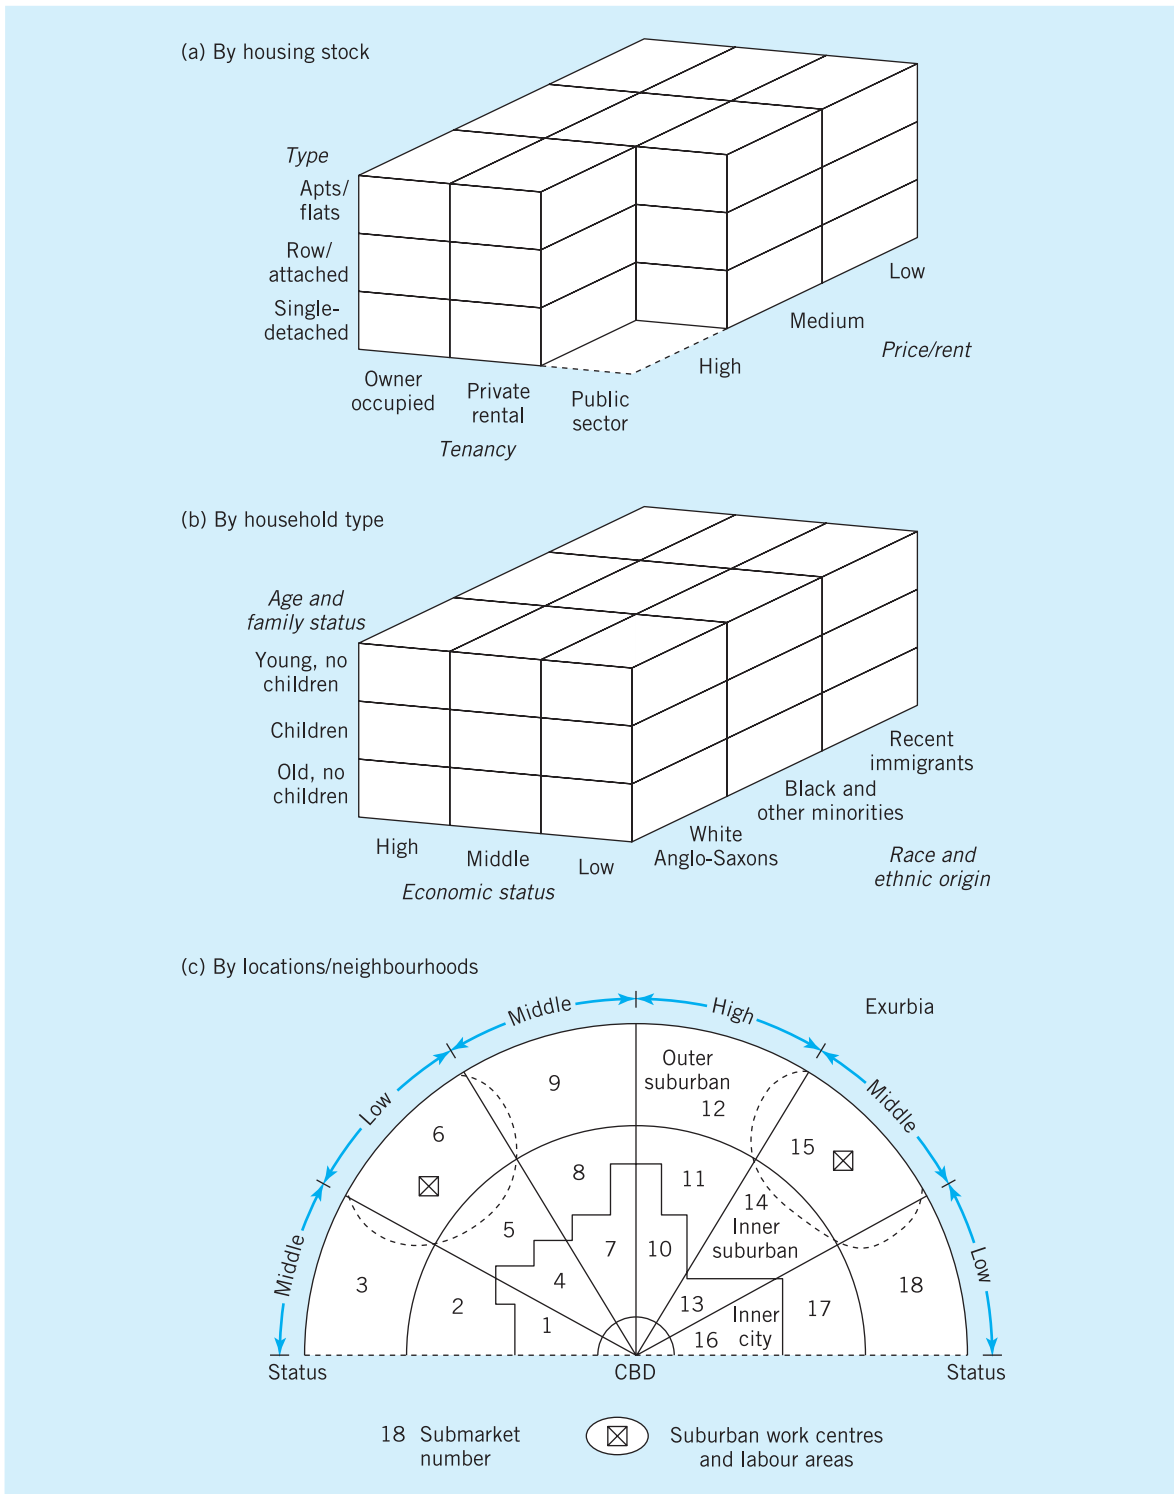 (a) By housing stock
Type
Apts/
flats
Row/
attached
Single-
detached
Owner
occupied
Private
rental
Public
sector
Tenancy
High
Medium
Low
Price/rent
(b) By household type
Age and
family status
Young, no
children
Children
Old, no
children
High
Middle
Low
Economic status
White
Anglo-Saxons
Black and
other minorities
Recent
immigrants
Race and
ethnic origin
(c) By locations/neighbourhoods
Middle
Low
Middle
High
Middle
Low
Exurbia
Outer
suburban
12
9
6
15
8
11
14
Inner
suburban
5
7
10
4
3
2
1
13
16
Inner
city
17
18
Status
CBD
Status
18 Submarket
number
Suburban work centres
and labour areas